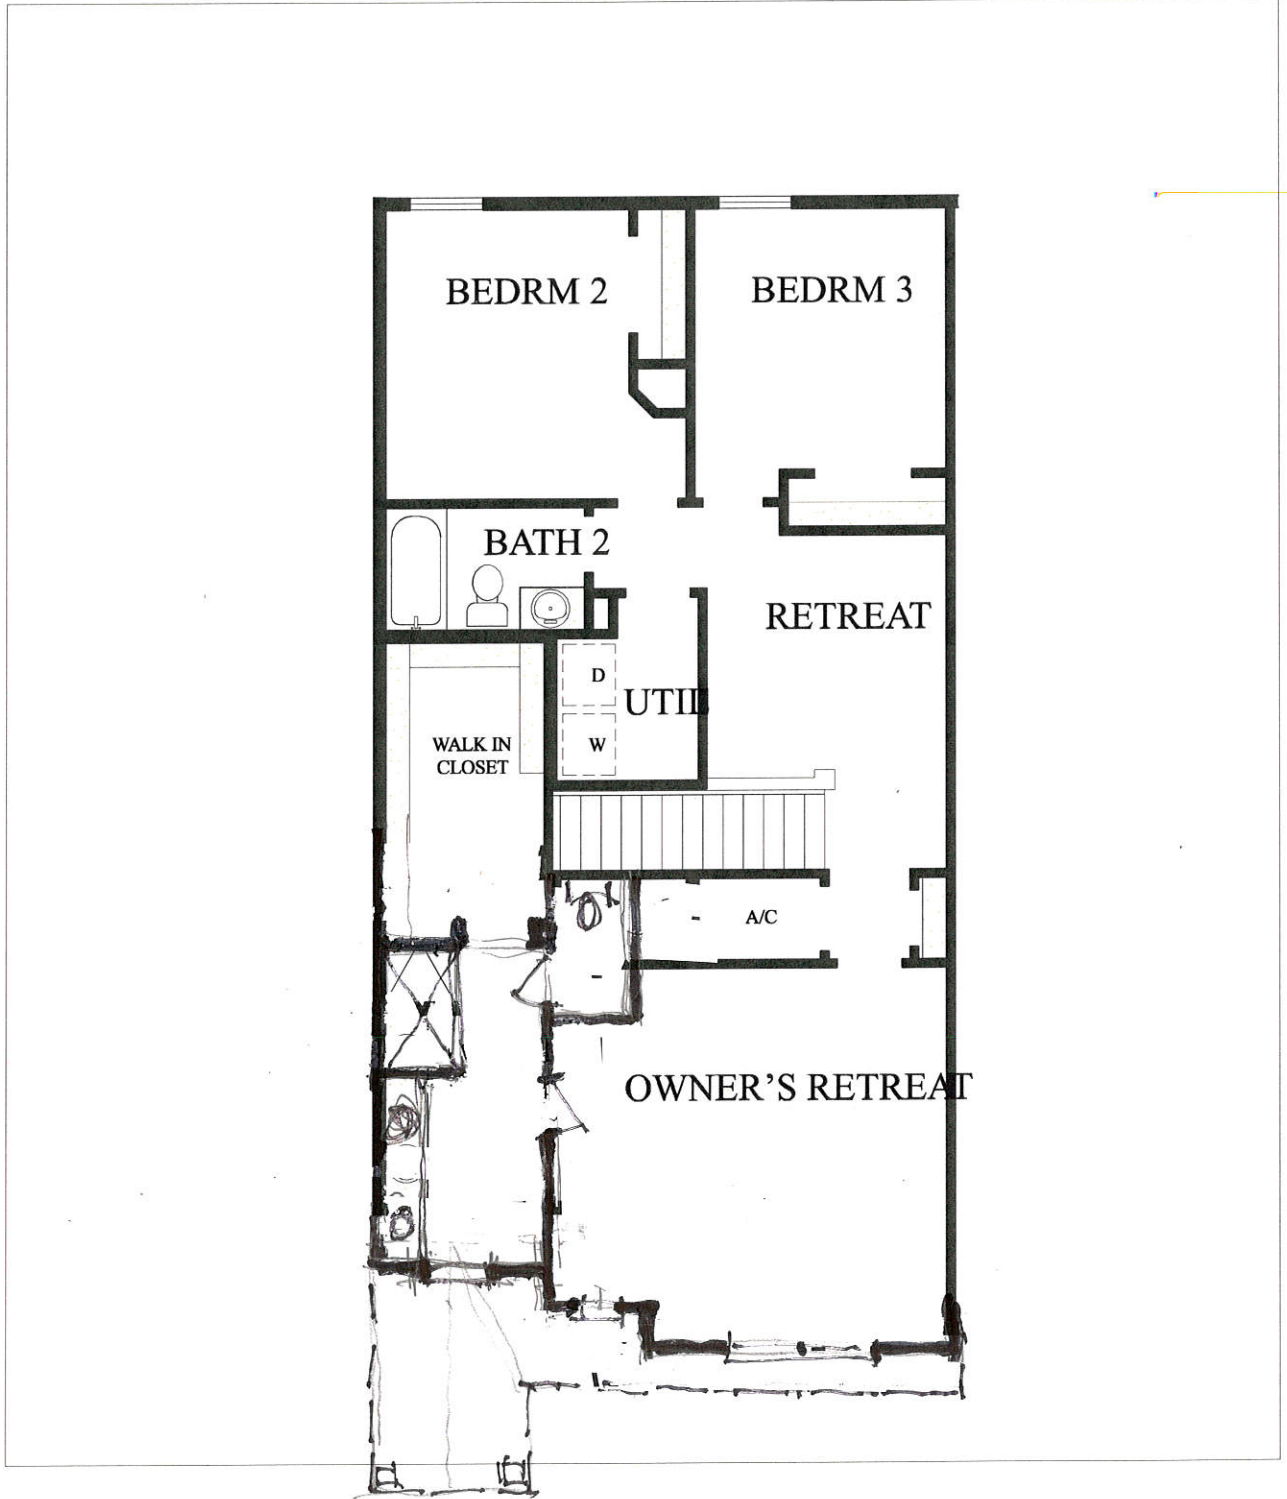 BEDRM 2
BEDRM 3
BATH 2
RETREAT
D
UTIL
W
WALK IN
CLOSET
A/C
OWNER'S RETREAT